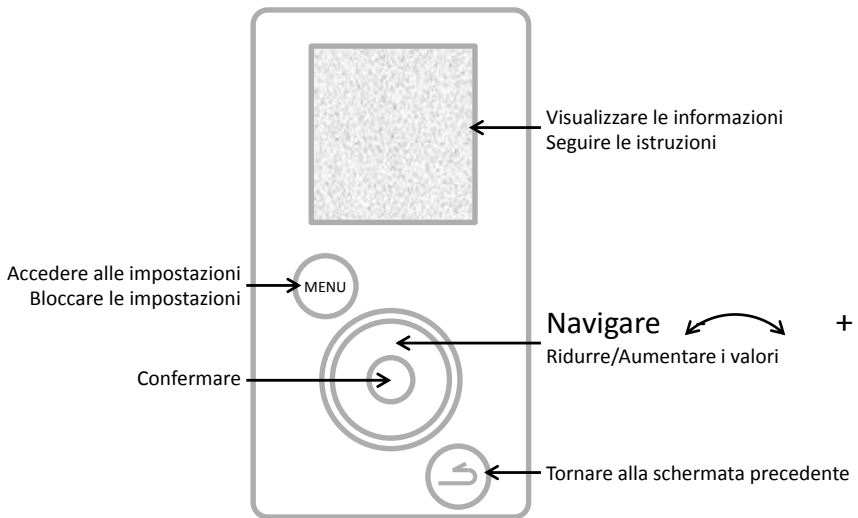 Visualizzare le informazioni
Seguire le istruzioni
Accedere alle impostazioni
Bloccare le impostazioni
MENU
Navigare - +
Ridurre/Aumentare i valori
Confermare
Tornare alla schermata precedente